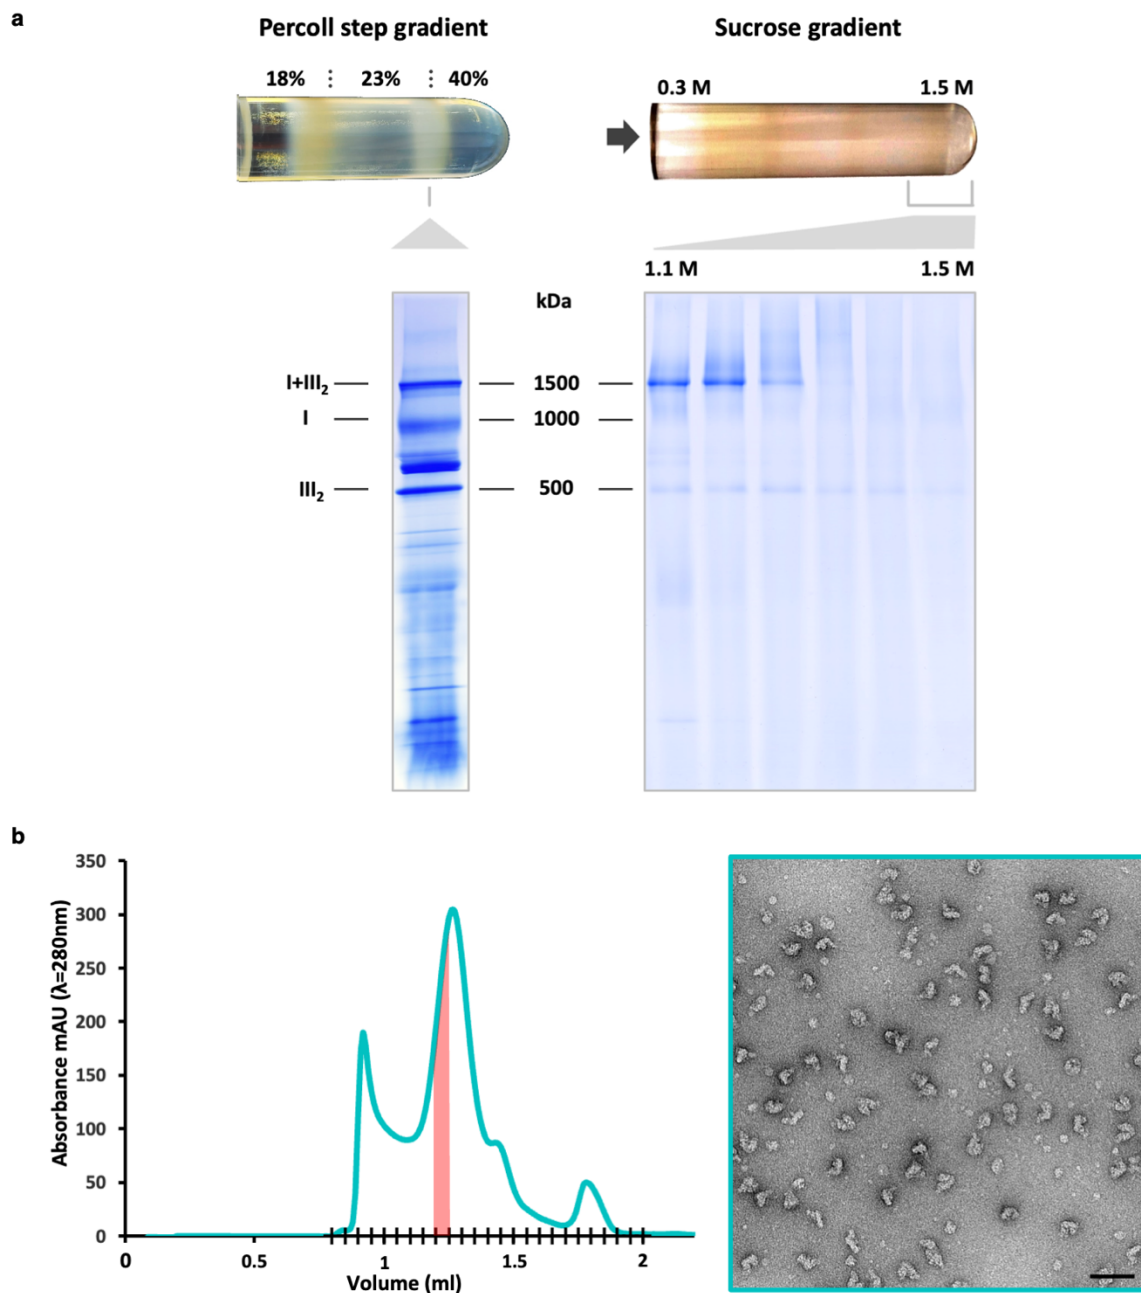 a
Percoll step gradient
Sucrose gradient
18% 23% 40%
0.3 M 1.5 M
1.1 M 1.5 M
kDa
I+III₂ 1500
I 1000
III₂ 500
b
350
300
250
200
150
100
50
0
Absorbance mAU (λ=280nm)
0 0.5 1 1.5 2
Volume (ml)